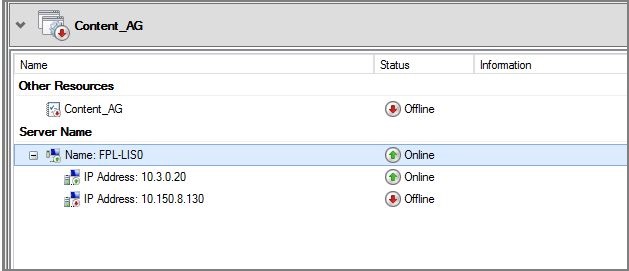 Content_AG
Name Status Information
Other Resources
Content_AG Offline
Server Name
Name: FPL-LIS0 Online
IP Address: 10.3.0.20 Online
IP Address: 10.150.8.130 Offline